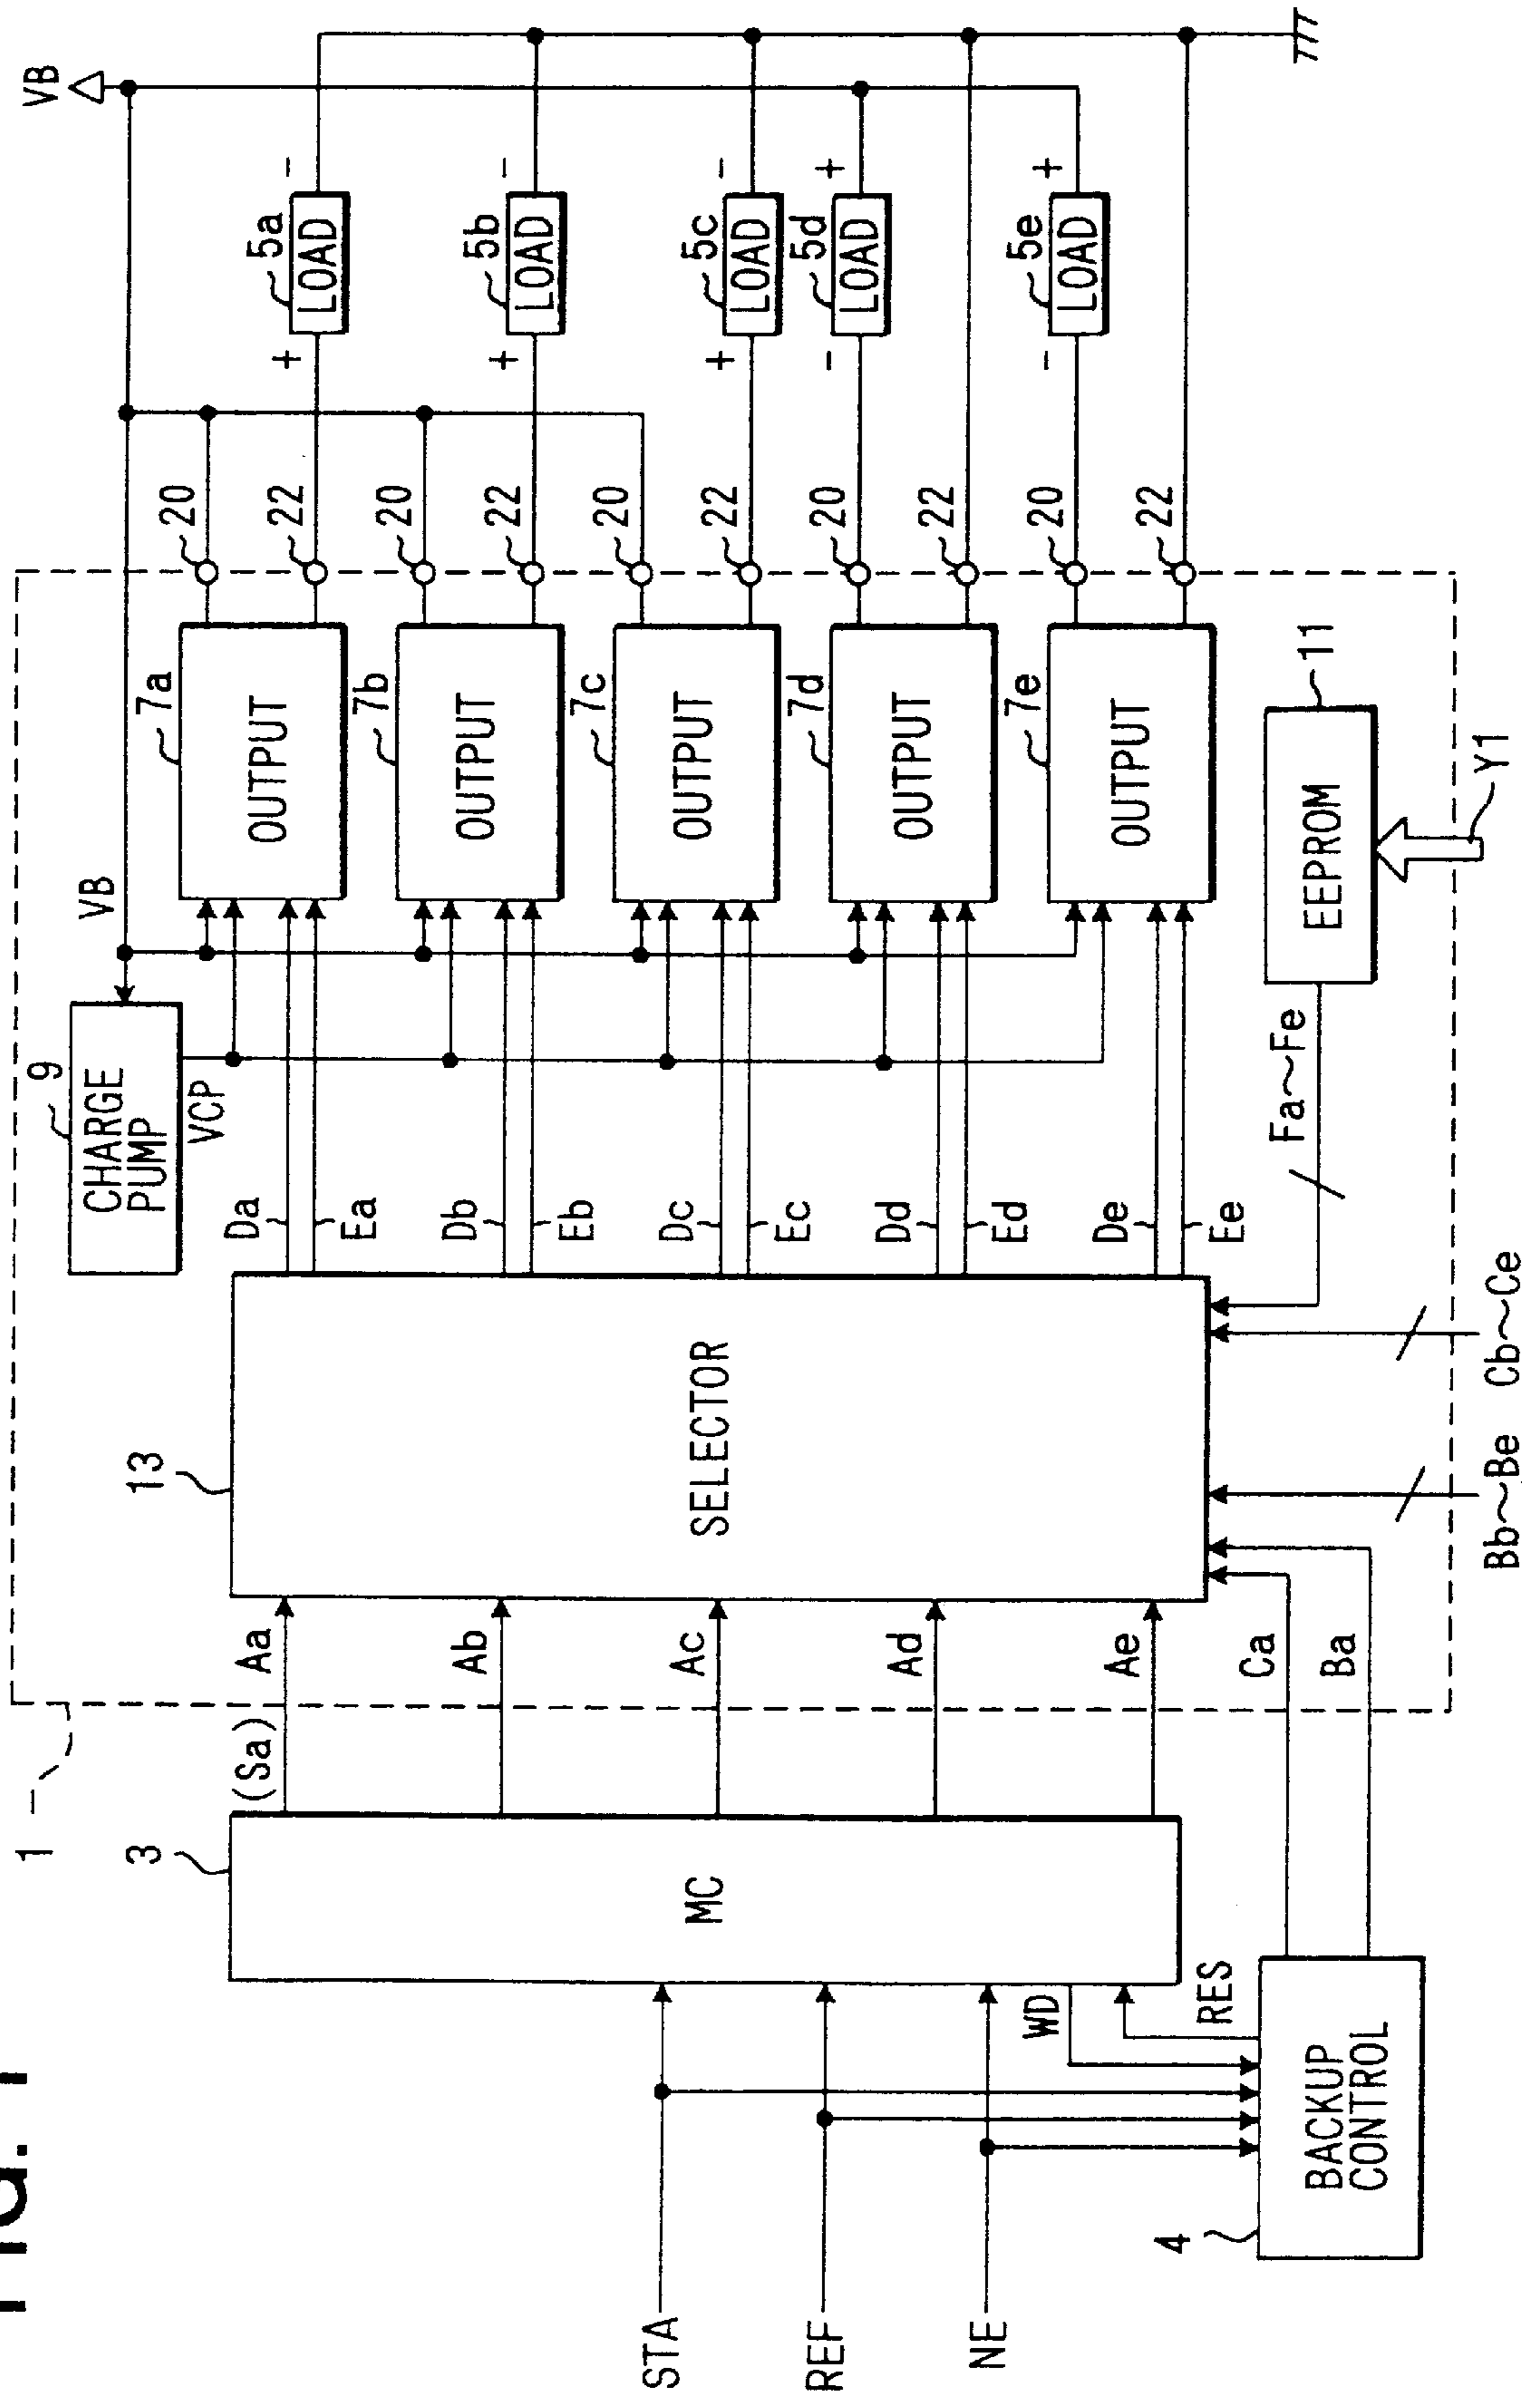 FIG. 1
1
3
(Sa)
Aa
Ab
Ac
Ad
Ae
MC
STA
REF
NE
WD
RES
4
BACKUP
CONTROL
Ca
Ba
13
SELECTOR
Bb~Be
Cb~Ce
9
CHARGE
PUMP
VCP
VB
Da
Ea
Db
Eb
Dc
Ec
Dd
Ed
De
Ee
Fa~Fe
7a
OUTPUT
7b
OUTPUT
7c
OUTPUT
7d
OUTPUT
7e
OUTPUT
11
EEPROM
Y1
20
22
20
22
20
22
20
22
20
22
VB
5a
+ LOAD -
5b
+ LOAD -
5c
+ LOAD -
5d
- LOAD +
5e
- LOAD +